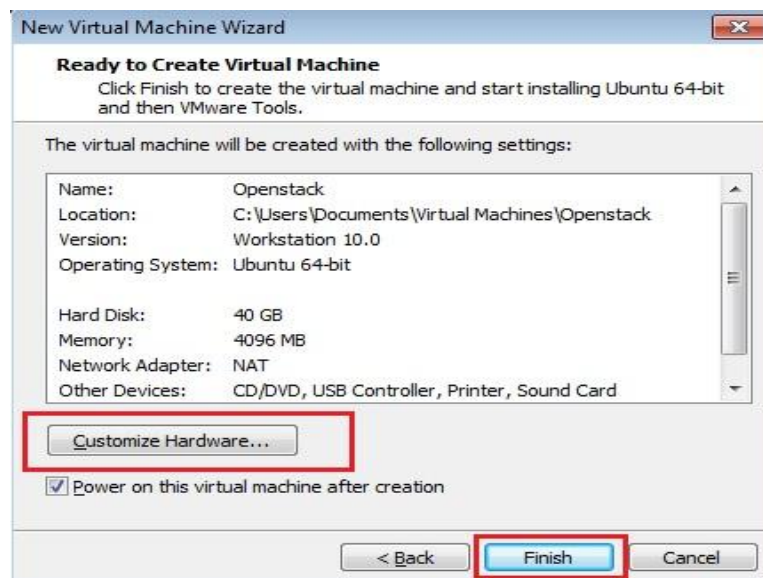 New Virtual Machine Wizard
Ready to Create Virtual Machine
Click Finish to create the virtual machine and start installing Ubuntu 64-bit
and then VMware Tools.
The virtual machine will be created with the following settings:
Name: Openstack
Location: C:\Users\Documents\Virtual Machines\Openstack
Version: Workstation 10.0
Operating System: Ubuntu 64-bit
Hard Disk: 40 GB
Memory: 4096 MB
Network Adapter: NAT
Other Devices: CD/DVD, USB Controller, Printer, Sound Card
Customize Hardware...
Power on this virtual machine after creation
< Back Finish Cancel